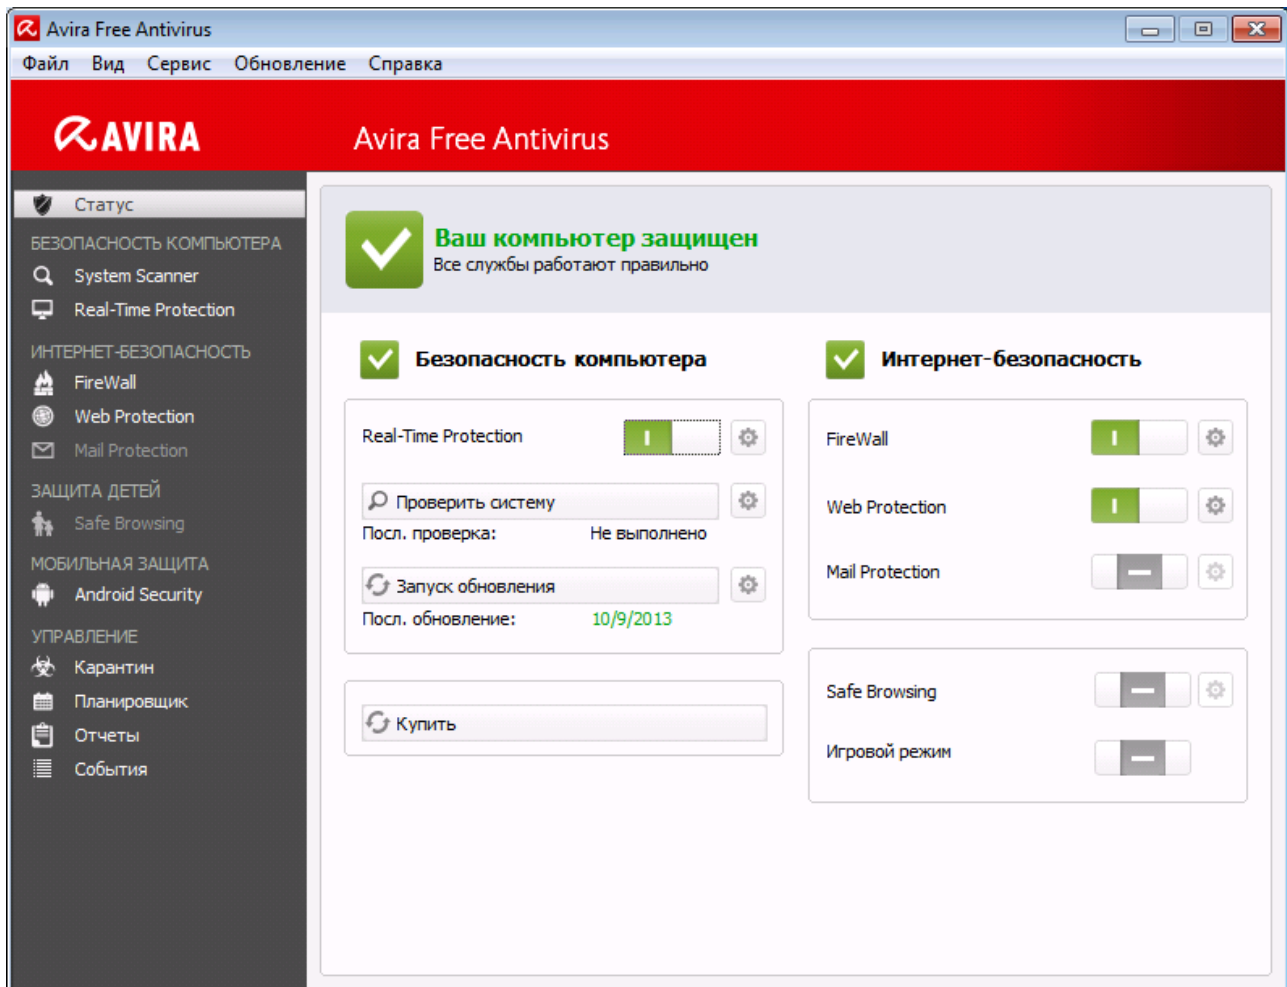 Avira Free Antivirus
Файл Вид Сервис Обновление Справка
AVIRA
Avira Free Antivirus
Статус
БЕЗОПАСНОСТЬ КОМПЬЮТЕРА
System Scanner
Real-Time Protection
ИНТЕРНЕТ-БЕЗОПАСНОСТЬ
FireWall
Web Protection
Mail Protection
ЗАЩИТА ДЕТЕЙ
Safe Browsing
МОБИЛЬНАЯ ЗАЩИТА
Android Security
УПРАВЛЕНИЕ
Карантин
Планировщик
Отчеты
События
Ваш компьютер защищен
Все службы работают правильно
Безопасность компьютера
Real-Time Protection
Проверить систему
Посл. проверка: Не выполнено
Запуск обновления
Посл. обновление: 10/9/2013
Купить
Интернет-безопасность
FireWall
Web Protection
Mail Protection
Safe Browsing
Игровой режим